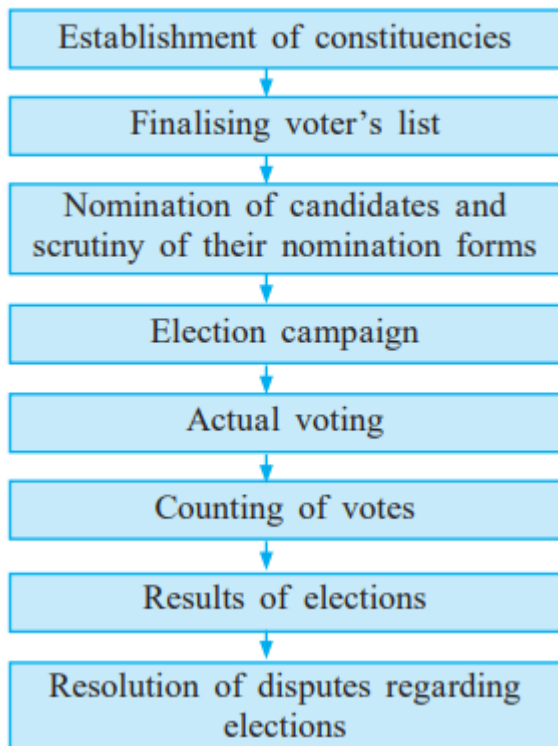 Establishment of constituencies
Finalising voter's list
Nomination of candidates and
scrutiny of their nomination forms
Election campaign
Actual voting
Counting of votes
Results of elections
Resolution of disputes regarding
elections